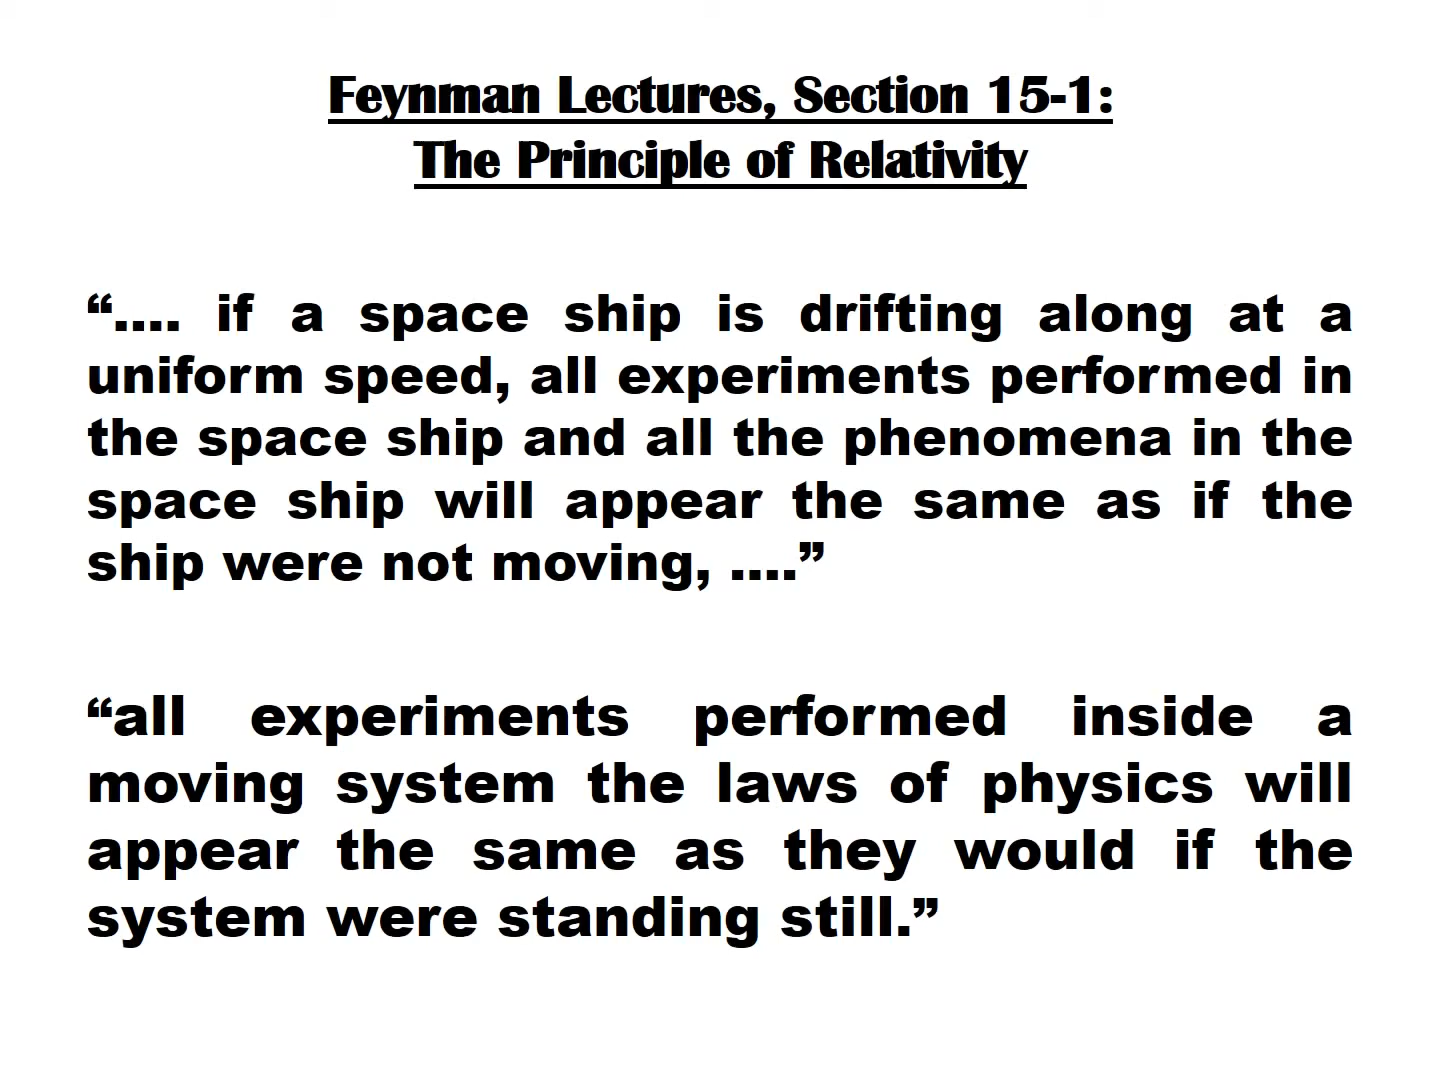 Feynman Lectures, Section 15-1:
The Principle of Relativity
“.... if a space ship is drifting along at a
uniform speed, all experiments performed in
the space ship and all the phenomena in the
space ship will appear the same as if the
ship were not moving, ....”
“all experiments performed inside a
moving system the laws of physics will
appear the same as they would if the
system were standing still.”